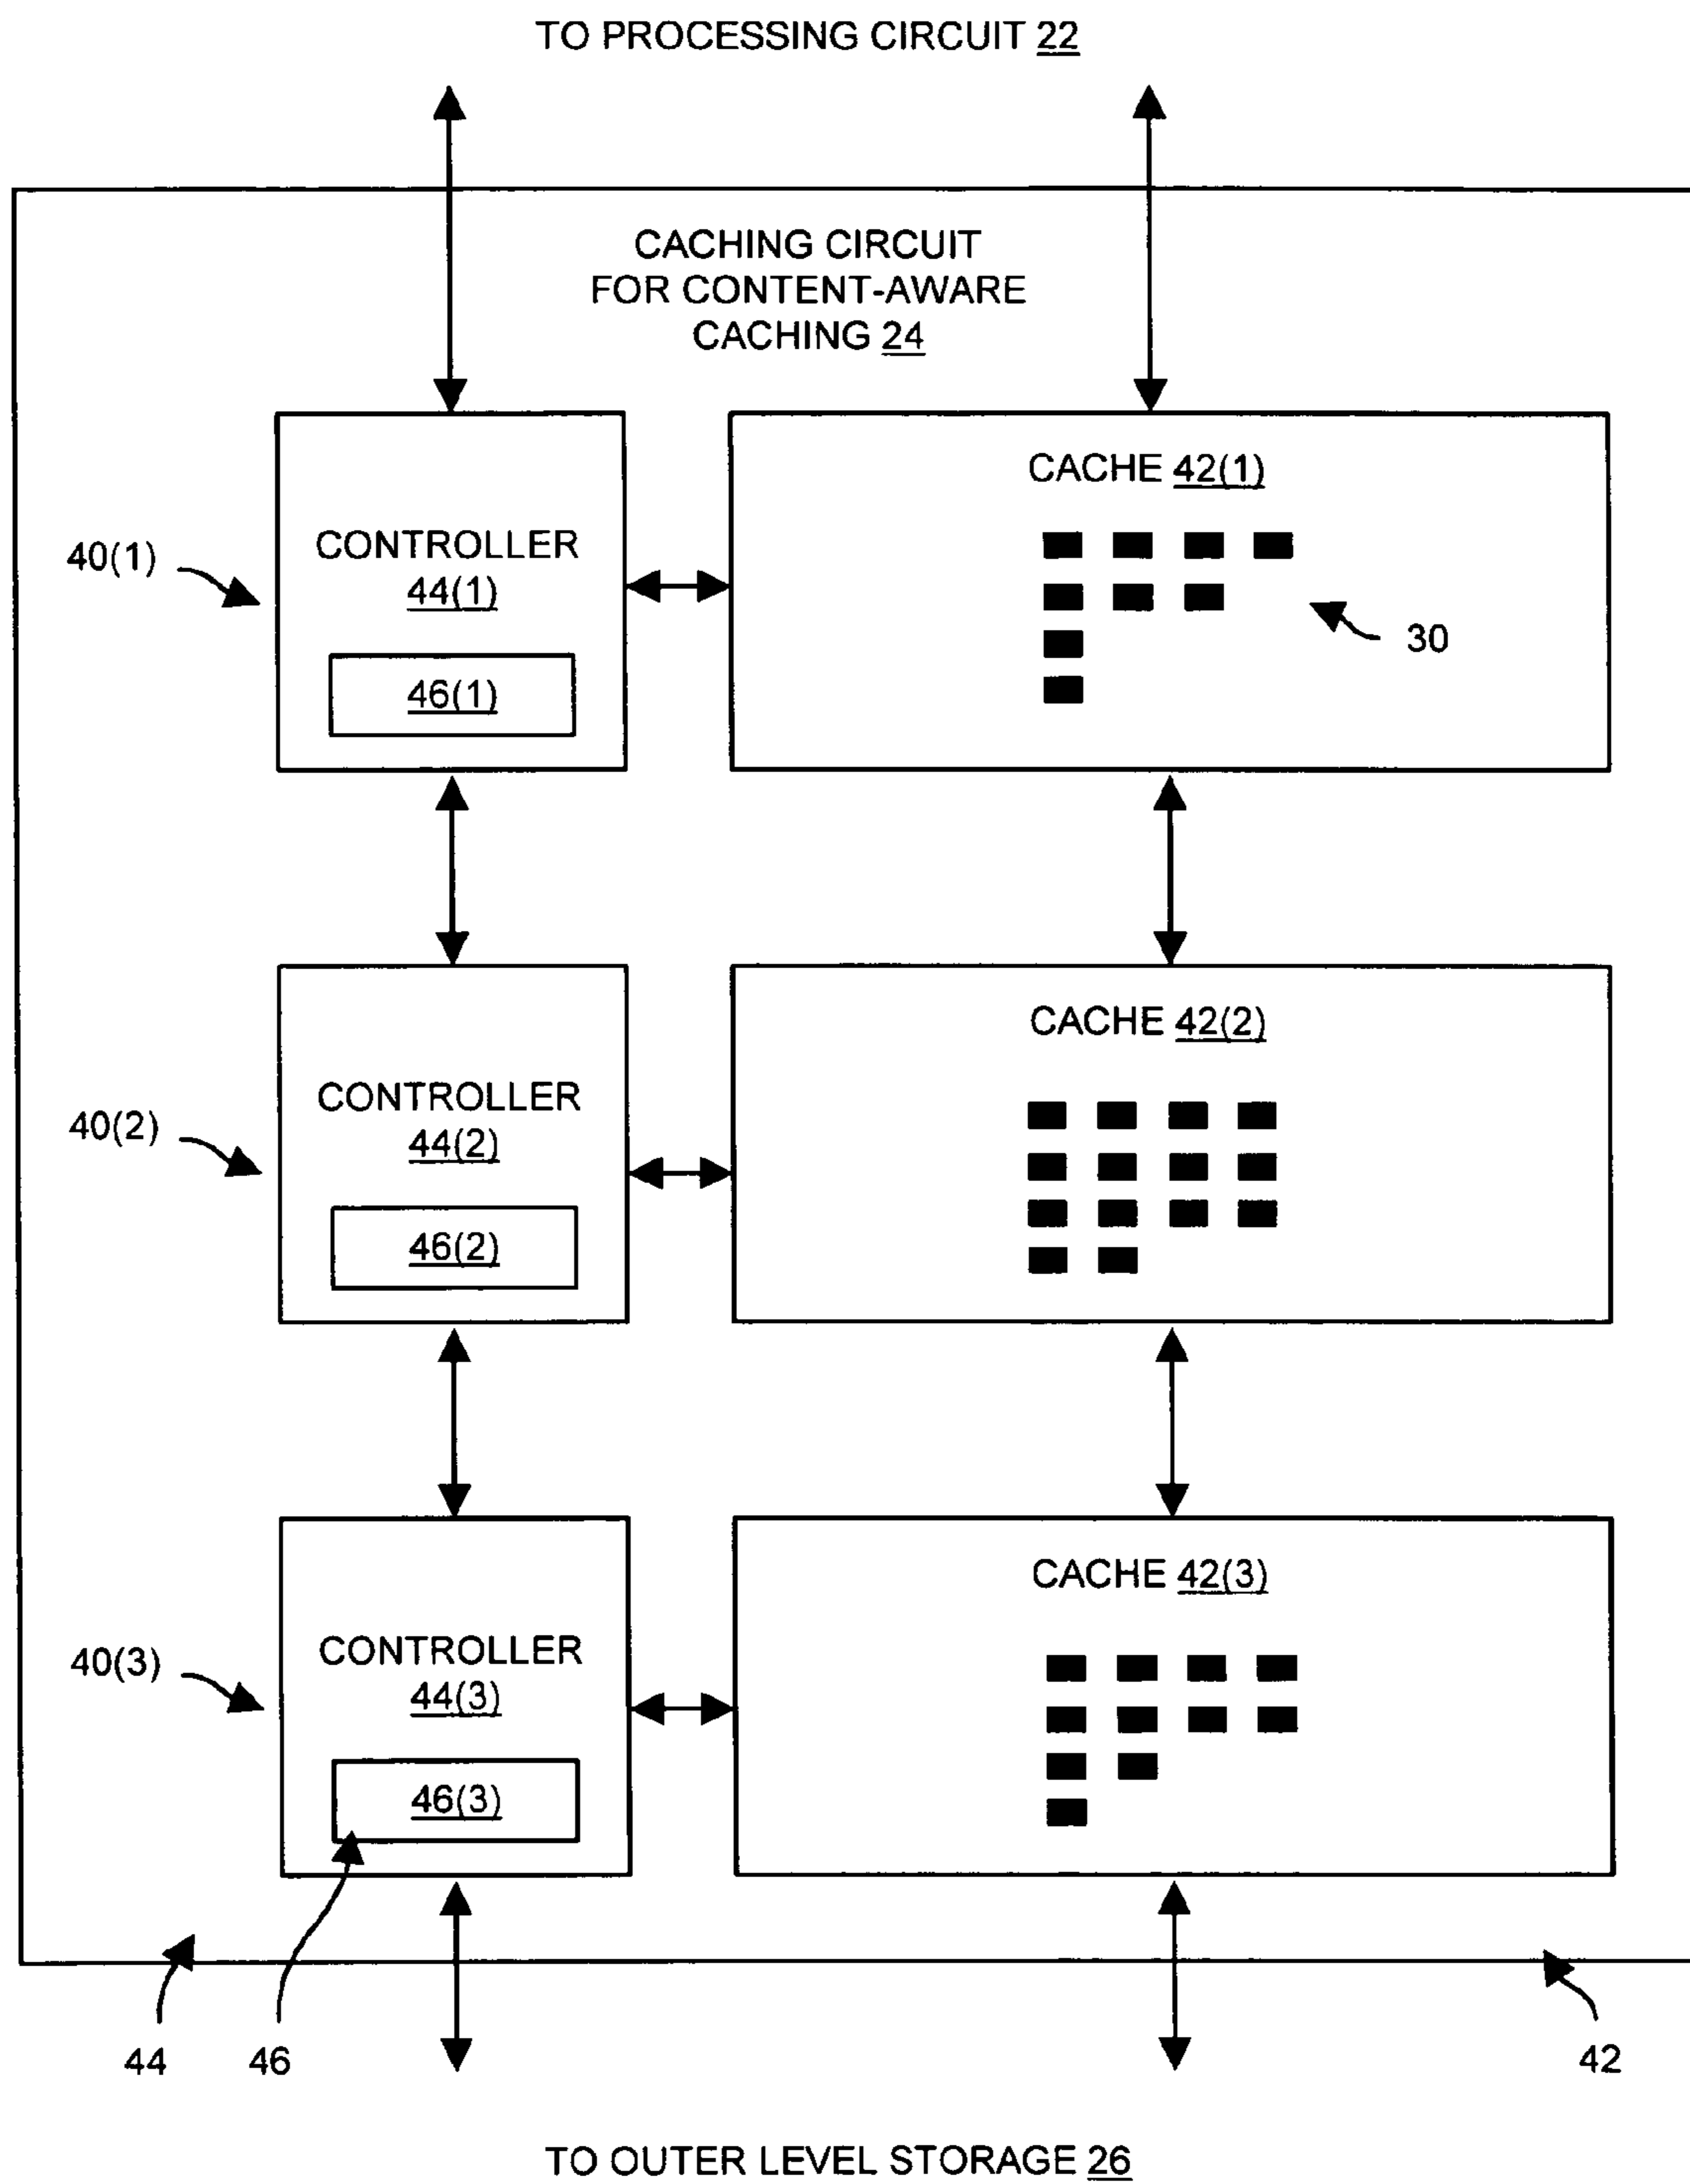 TO PROCESSING CIRCUIT 22
CACHING CIRCUIT
FOR CONTENT-AWARE
CACHING 24
40(1)
CONTROLLER
44(1)
46(1)
CACHE 42(1)
30
40(2)
CONTROLLER
44(2)
46(2)
CACHE 42(2)
40(3)
CONTROLLER
44(3)
46(3)
CACHE 42(3)
44
46
42
TO OUTER LEVEL STORAGE 26